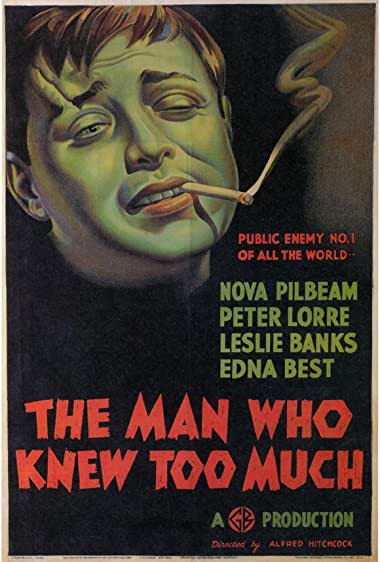 PUBLIC ENEMY NO.1
OF ALL THE WORLD··
NOVA PILBEAM
PETER LORRE
LESLIE BANKS
EDNA BEST
THE MAN WHO
KNEW TOO MUCH
A GB PRODUCTION
Directed by ALFRED HITCHCOCK